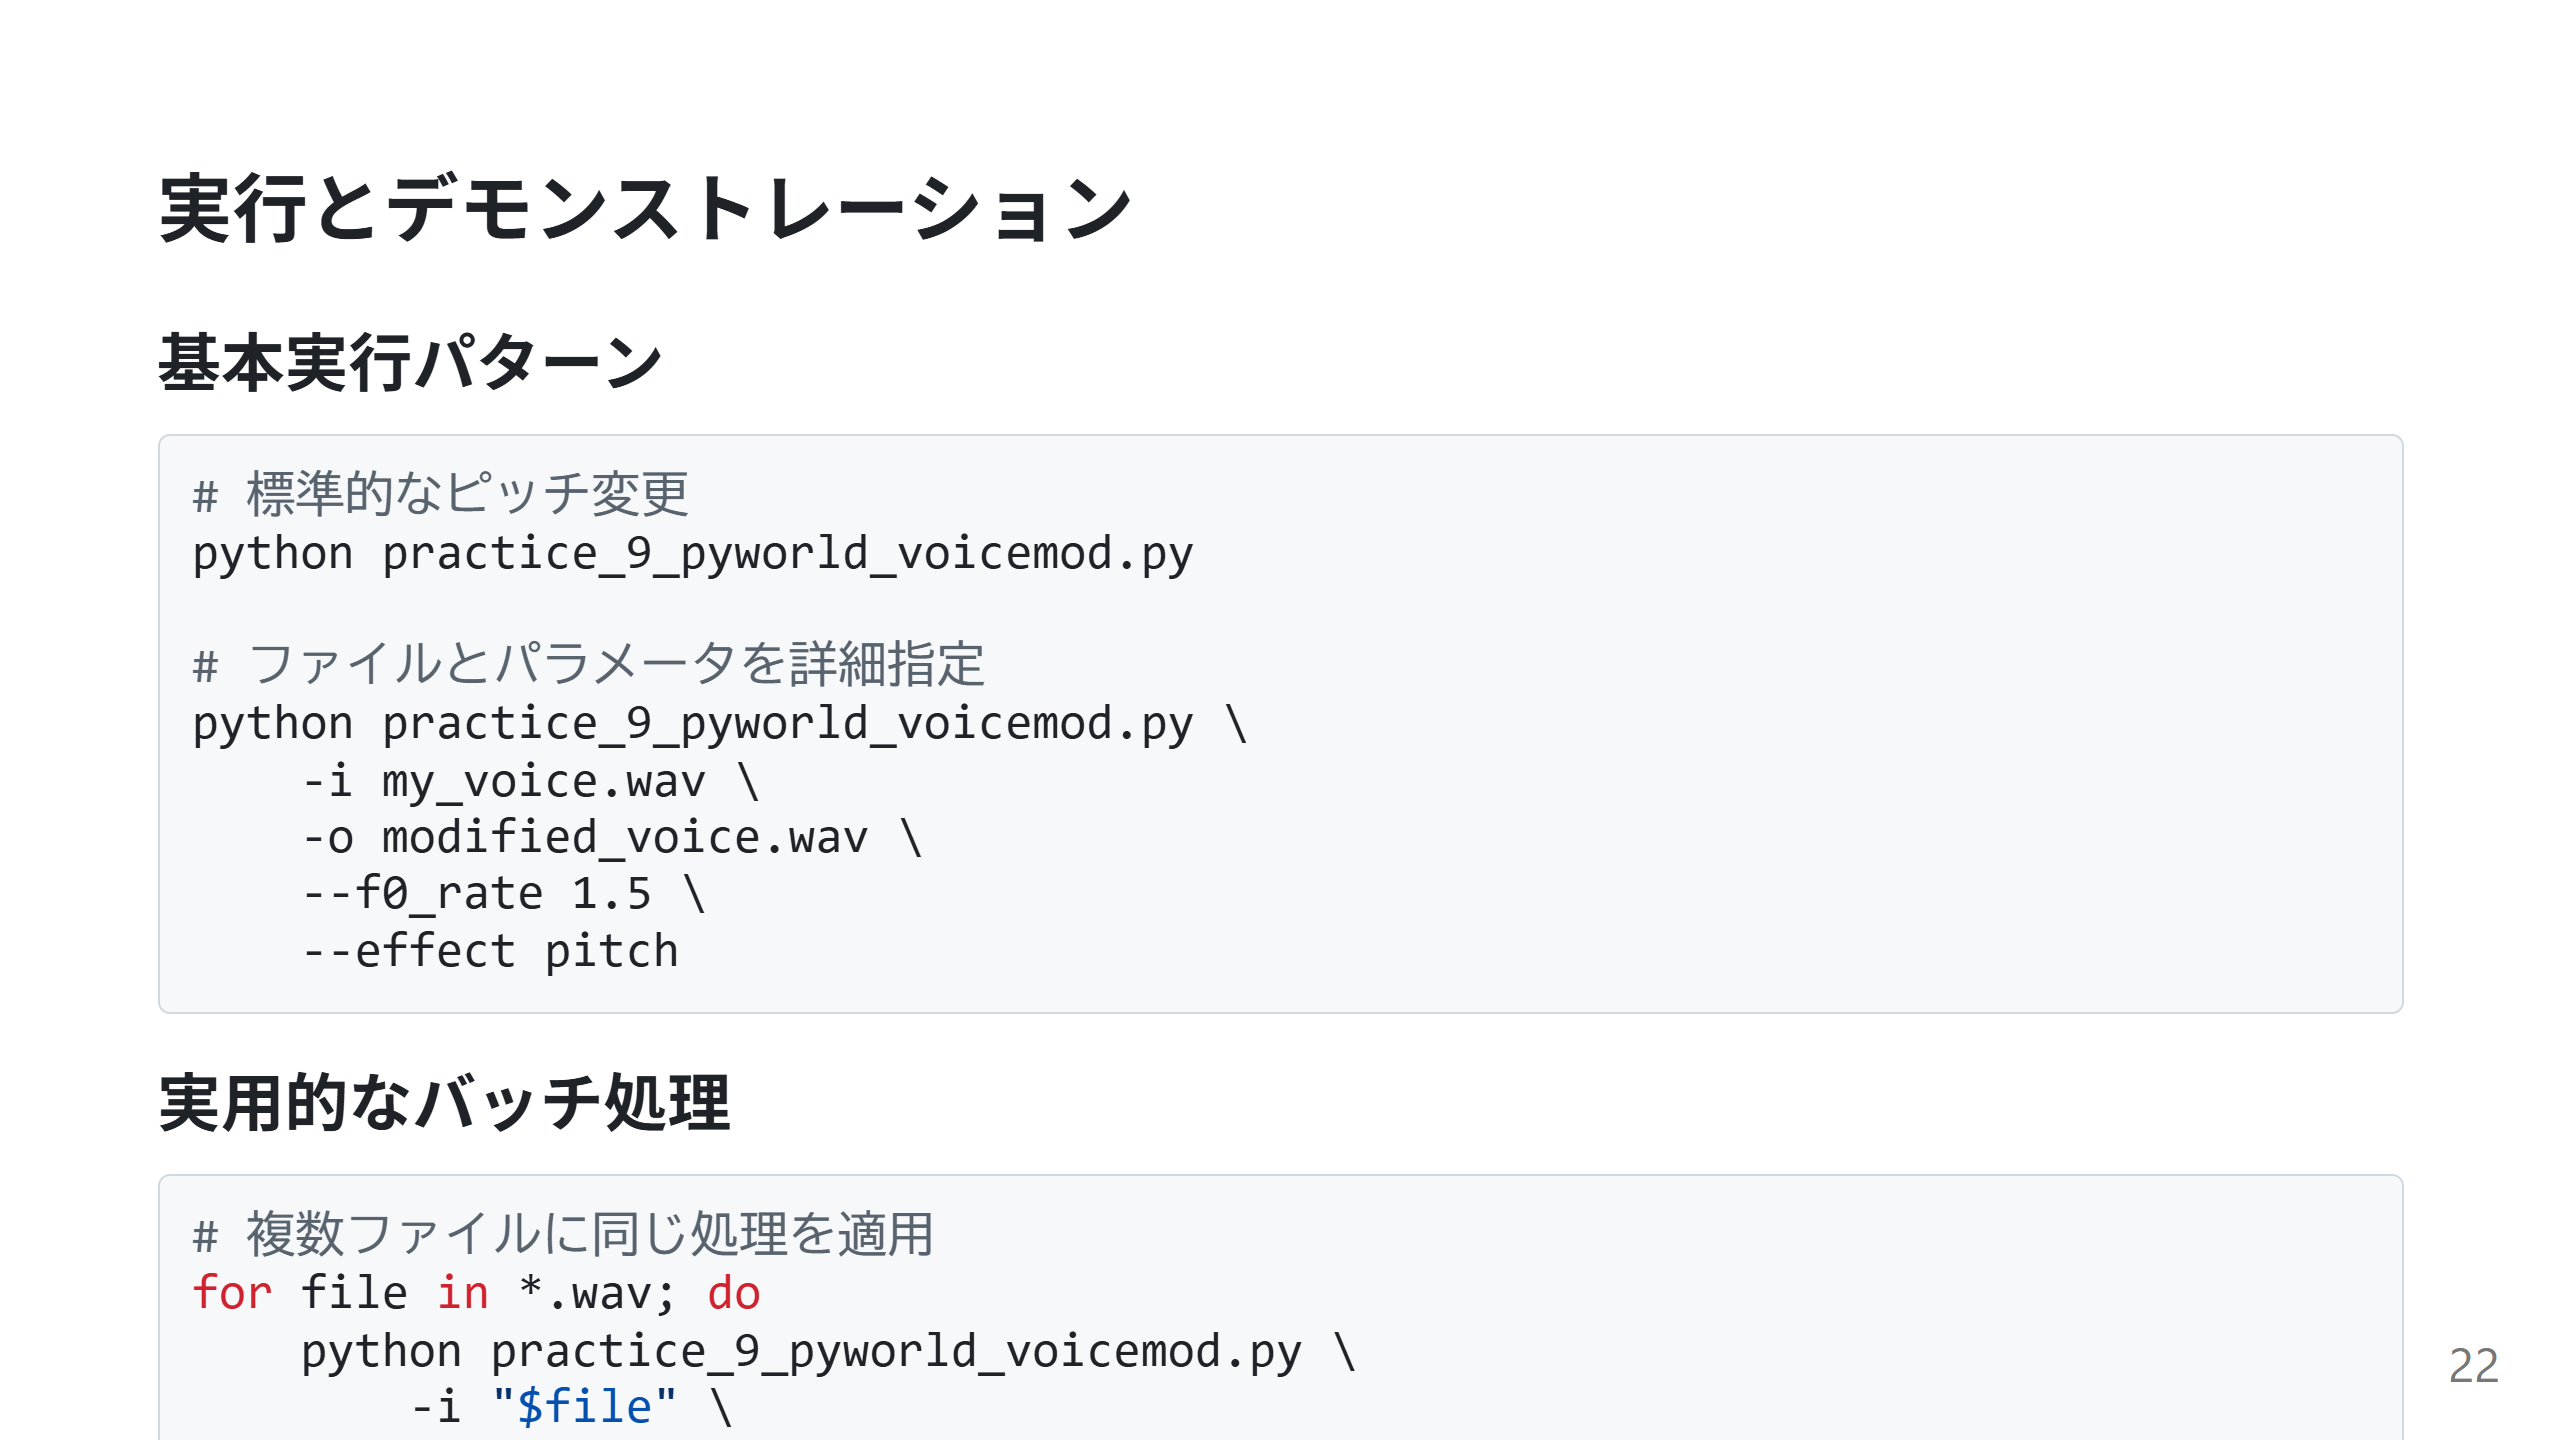 実行とデモンストレーション
基本実行パターン
# 標準的なピッチ変更
python practice_9_pyworld_voicemod.py
# ファイルとパラメータを詳細指定
python practice_9_pyworld_voicemod.py \
    -i my_voice.wav \
    -o modified_voice.wav \
    --f0_rate 1.5 \
    --effect pitch
実用的なバッチ処理
# 複数ファイルに同じ処理を適用
for file in *.wav; do
    python practice_9_pyworld_voicemod.py \
        -i "$file" \
22